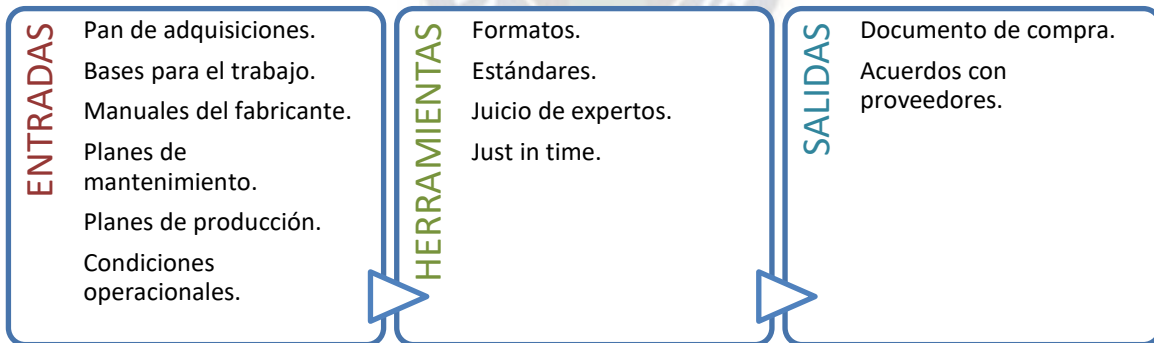 ENTRADAS
Pan de adquisiciones.
Bases para el trabajo.
Manuales del fabricante.
Planes de
mantenimiento.
Planes de producción.
Condiciones
operacionales.
HERRAMIENTAS
Formatos.
Estándares.
Juicio de expertos.
Just in time.
SALIDAS
Documento de compra.
Acuerdos con
proveedores.